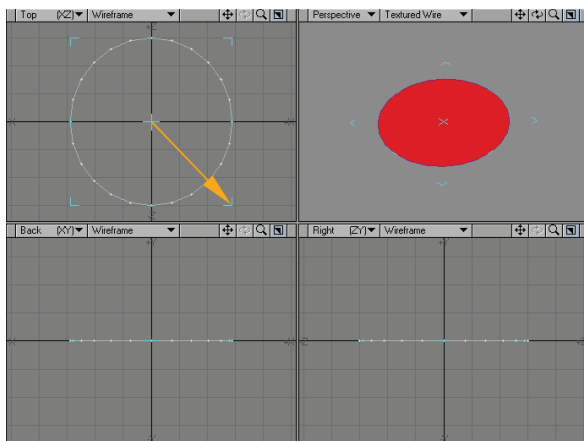 Top (XZ) Wireframe
Perspective Textured Wire
+Z
-X +X
-Z
Back (XY) Wireframe
Right (ZY) Wireframe
+Y +Y
-X +X -Z +Z
-Y -Y